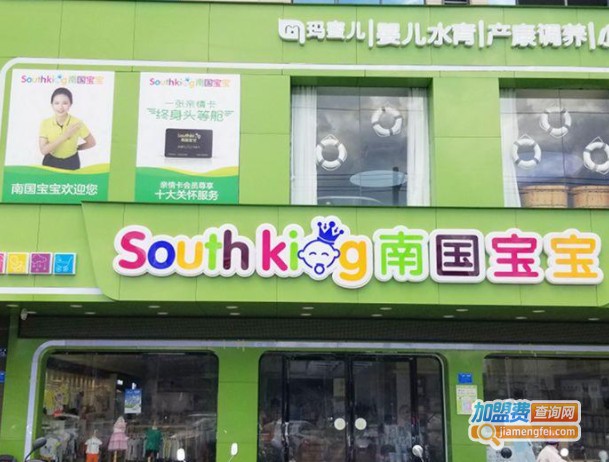 玛蜜儿|婴儿水育|产康调养|
Southking南国宝宝
南国宝宝欢迎您
Southking南国宝宝
一张亲情卡
终身头等舱
Southking
亲情卡会员尊享
十大关怀服务
Southking南国宝宝
加盟费查询网
jiamengfei.com